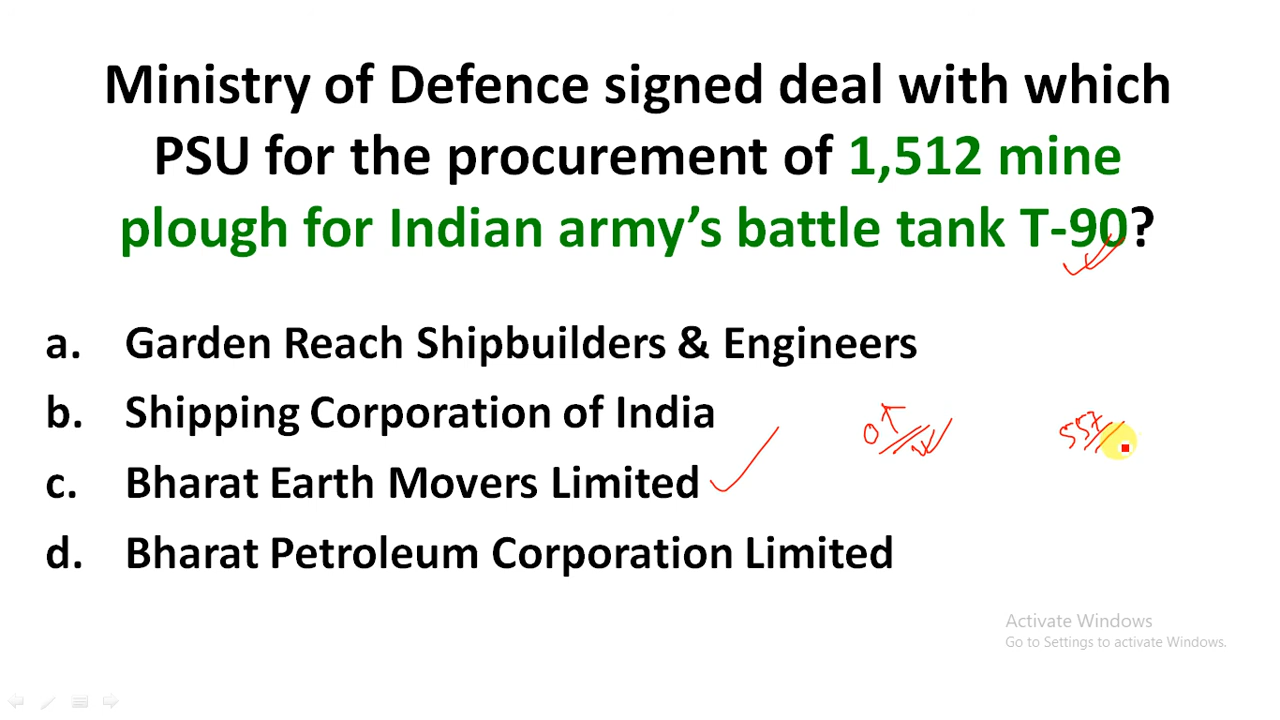 Ministry of Defence signed deal with which
PSU for the procurement of 1,512 mine
plough for Indian army’s battle tank T-90?
a. Garden Reach Shipbuilders & Engineers
b. Shipping Corporation of India
c. Bharat Earth Movers Limited
d. Bharat Petroleum Corporation Limited
557
Activate Windows
Go to Settings to activate Windows.